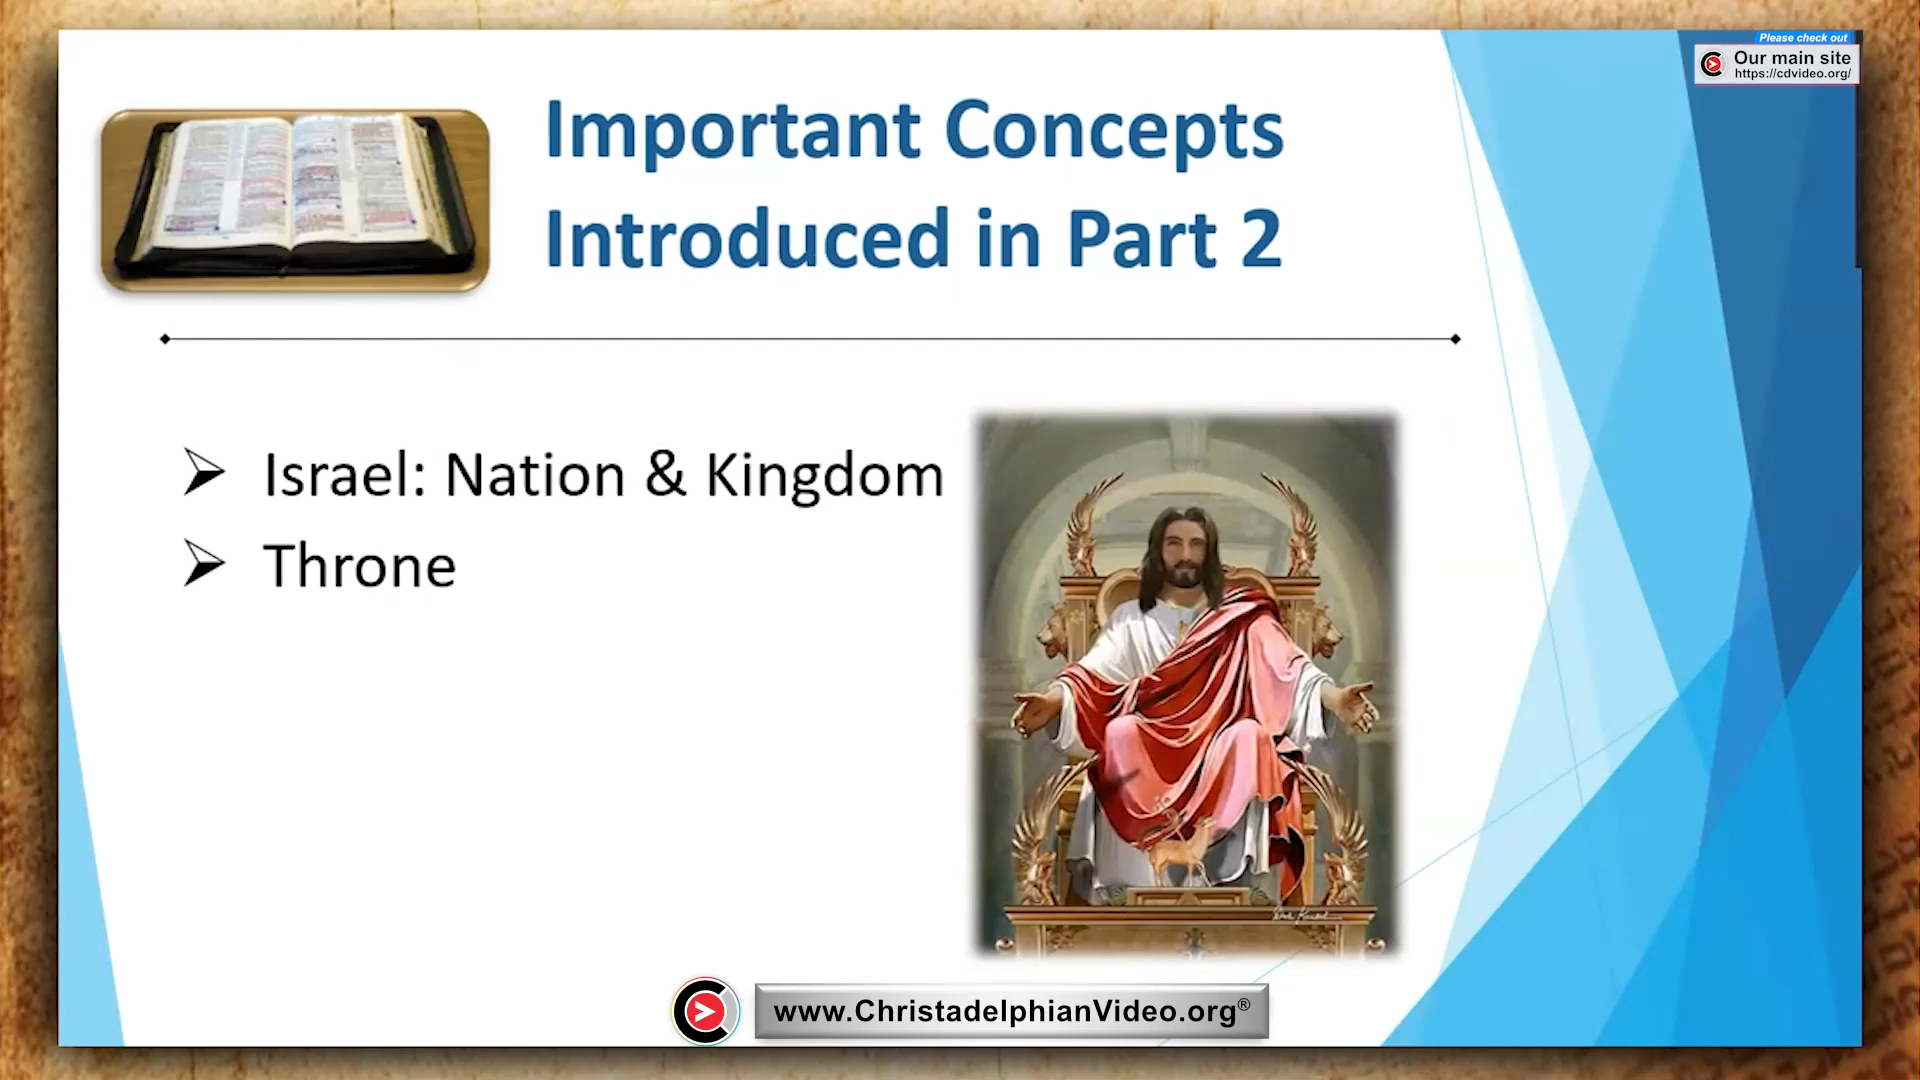 Please check out
Our main site
https://cdvideo.org/
Important Concepts
Introduced in Part 2
Israel: Nation & Kingdom
Throne
www.ChristadelphianVideo.org®